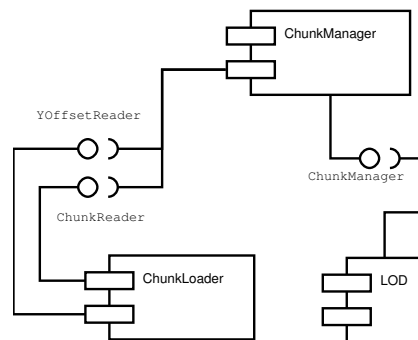 ChunkManager
YOffsetReader
ChunkManager
ChunkReader
ChunkLoader
LOD